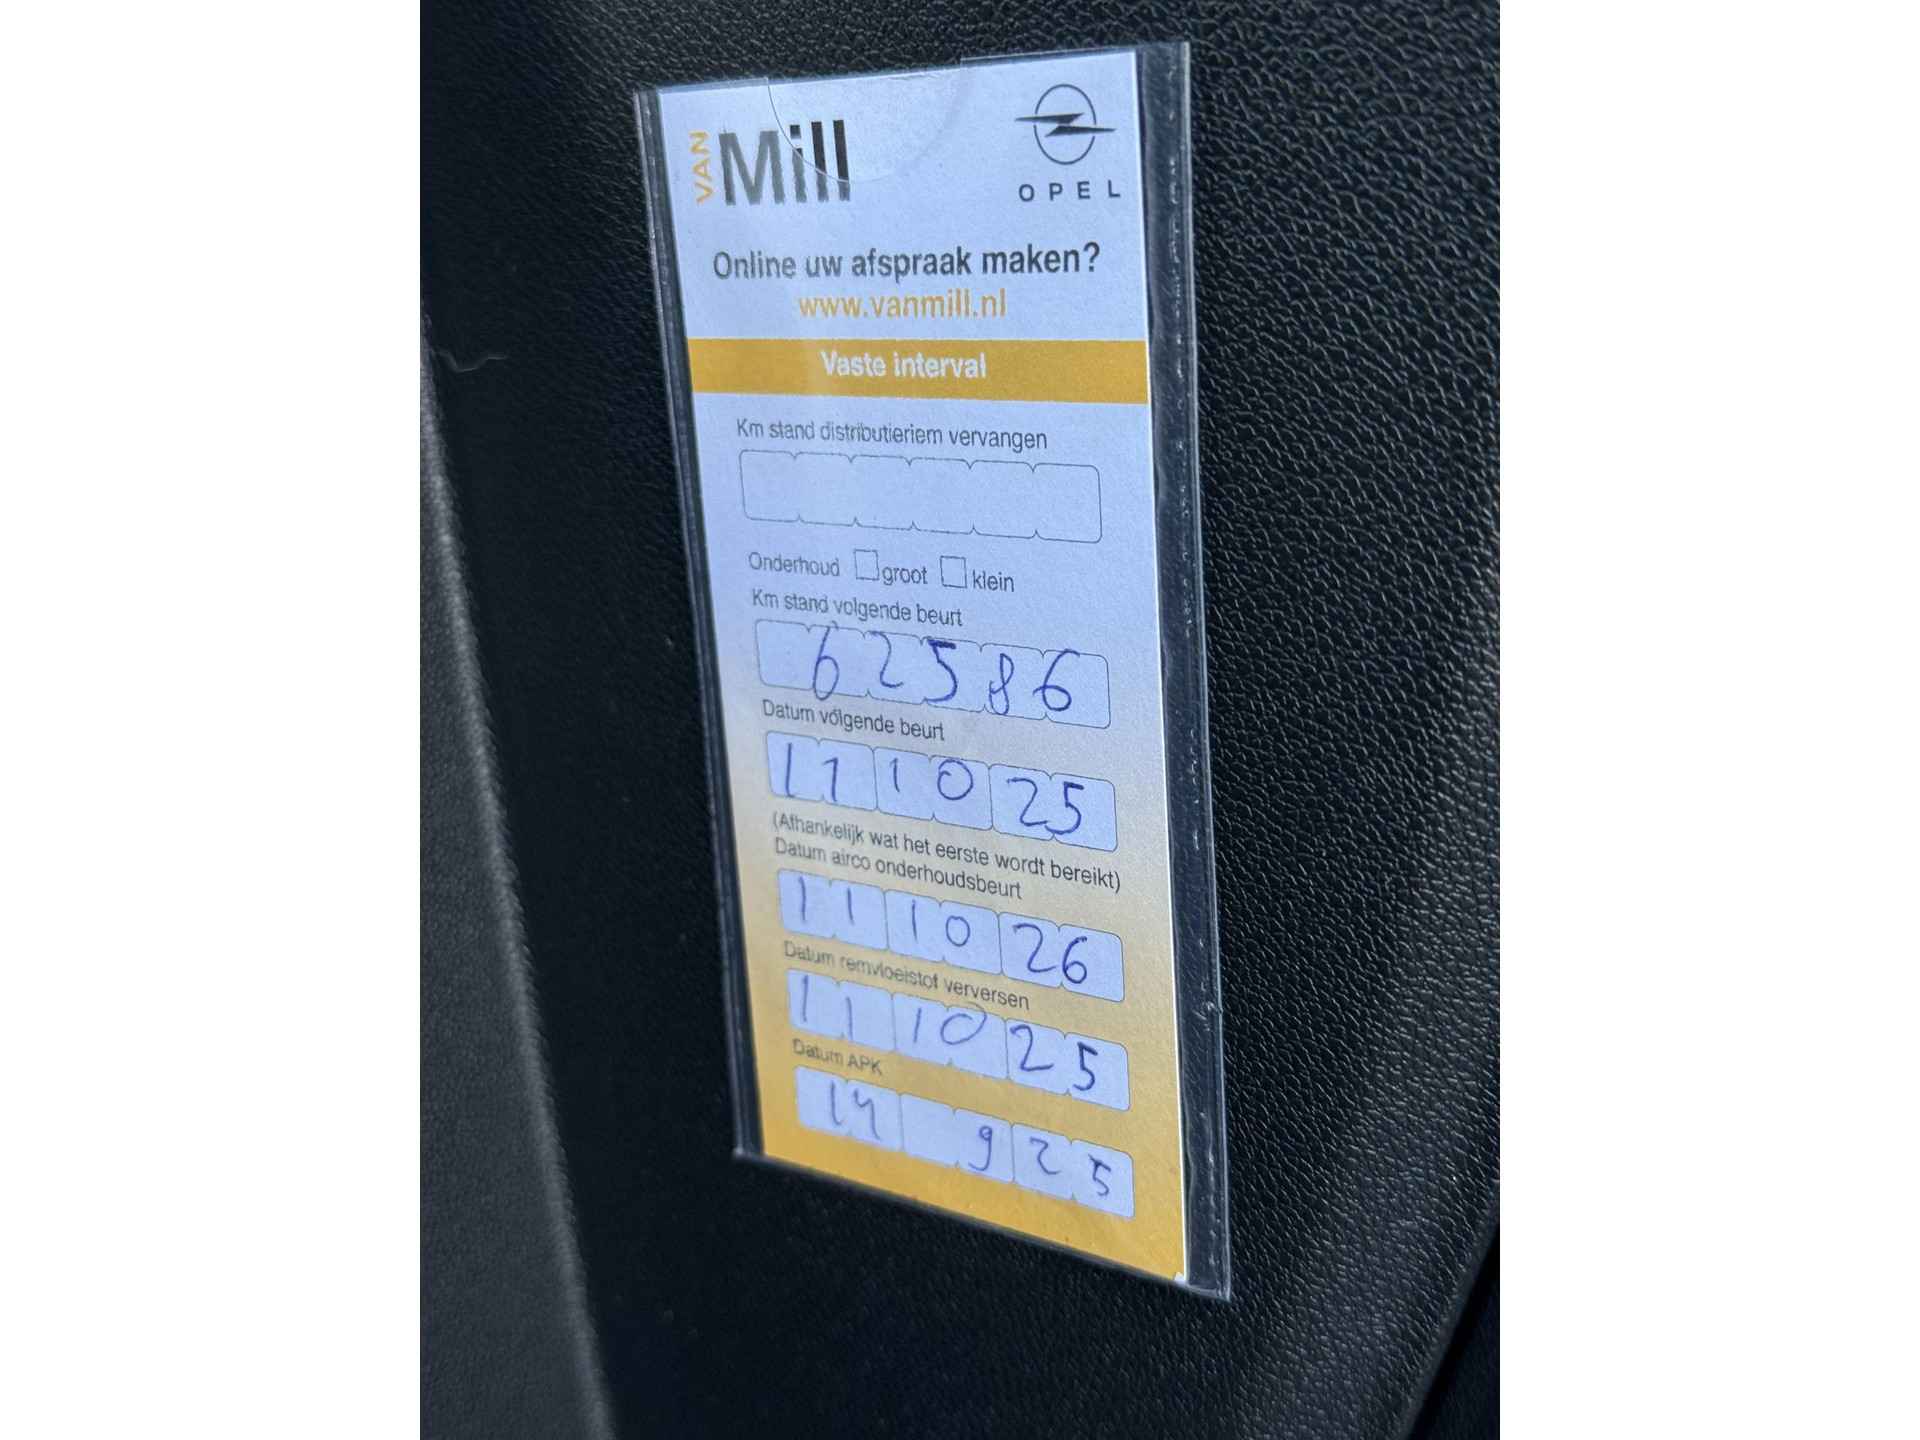 VAN Mill
OPEL
Online uw afspraak maken?
www.vanmill.nl
Vaste interval
Km stand distributieriem vervangen
Onderhoud groot klein
Km stand volgende beurt
62586
Datum volgende beurt
11 10 25
(Afhankelijk wat het eerste wordt bereikt)
Datum airco onderhoudsbeurt
11 10 26
Datum remvloeistof verversen
11 10 25
Datum APK
14 9 25